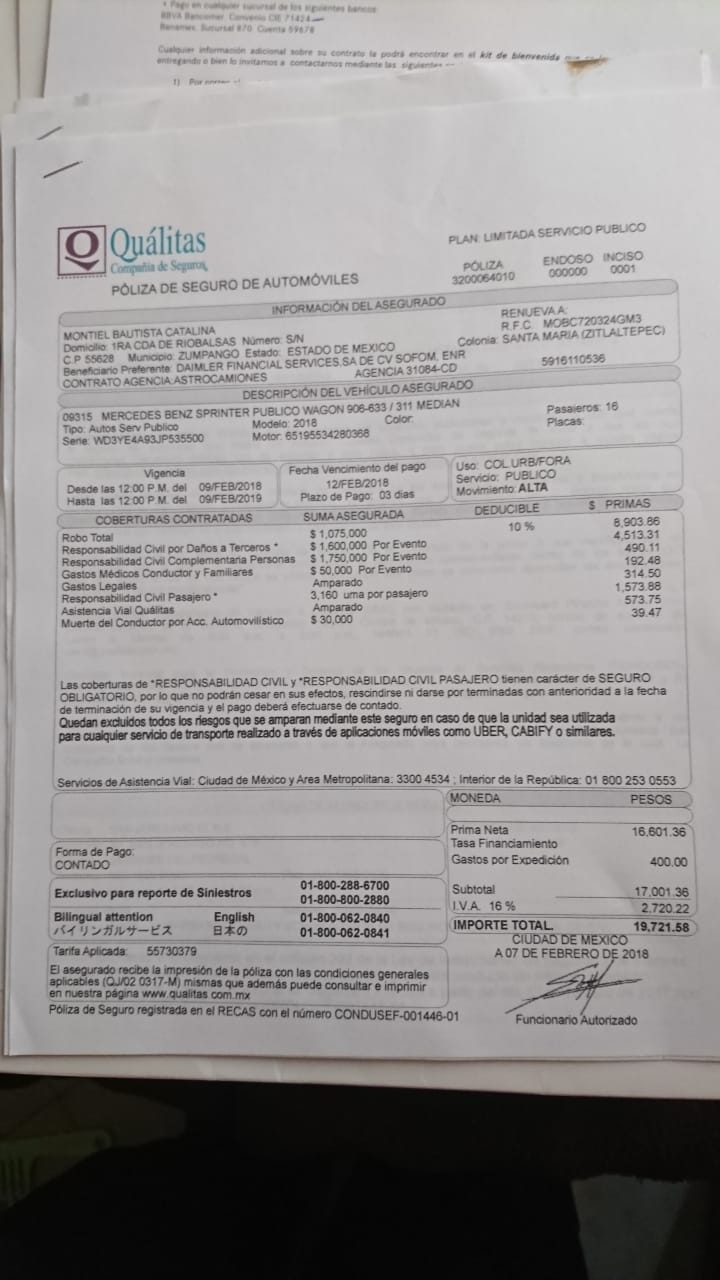 * Pago en cualquier sucursal de los siguientes bancos
BBVA Bancomer. Convenio CIE 71424
Banamex. Sucursal 870. Cuenta 59678
Cualquier información adicional sobre su contrato la podrá encontrar en el kit de bienvenida que
entregando o bien lo invitamos a contactarnos mediante las siguientes
1) Por correo
Q Quálitas
Compañía de Seguros
PLAN: LIMITADA SERVICIO PUBLICO
PÓLIZA ENDOSO INCISO
3200064010 000000 0001
PÓLIZA DE SEGURO DE AUTOMÓVILES
INFORMACIÓN DEL ASEGURADO
MONTIEL BAUTISTA CATALINA RENUEVA A:
Domicilio: 1RA CDA DE RIOBALSAS Número: S/N R.F.C. MOBC720324GM3
C.P 55628 Municipio: ZUMPANGO Estado: ESTADO DE MEXICO Colonia: SANTA MARIA (ZITLALTEPEC)
Beneficiario Preferente: DAIMLER FINANCIAL SERVICES,SA DE CV SOFOM, ENR
CONTRATO AGENCIA:ASTROCAMIONES AGENCIA 31084-CD 5916110536
DESCRIPCIÓN DEL VEHÍCULO ASEGURADO
09315 MERCEDES BENZ SPRINTER PUBLICO WAGON 906-633 / 311 MEDIAN
Tipo: Autos Serv Publico Modelo: 2018 Color: Pasajeros: 16
Serie: WD3YE4A93JP535500 Motor: 65195534280368 Placas:
Vigencia Fecha Vencimiento del pago Uso: COL URB/FORA
Desde las 12:00 P.M. del 09/FEB/2018 12/FEB/2018 Servicio: PUBLICO
Hasta las 12:00 P.M. del 09/FEB/2019 Plazo de Pago: 03 dias Movimiento: ALTA
COBERTURAS CONTRATADAS SUMA ASEGURADA DEDUCIBLE $ PRIMAS
Robo Total $ 1,075,000 10 % 8,903.86
Responsabilidad Civil por Daños a Terceros * $ 1,600,000 Por Evento 4,513.31
Responsabilidad Civil Complementaria Personas $ 1,750,000 Por Evento 490.11
Gastos Médicos Conductor y Familiares $ 50,000 Por Evento 192.48
Gastos Legales Amparado 314.50
Responsabilidad Civil Pasajero * 3,160 uma por pasajero 1,573.88
Asistencia Vial Quálitas Amparado 573.75
Muerte del Conductor por Acc. Automovilístico $ 30,000 39.47
Las coberturas de *RESPONSABILIDAD CIVIL y *RESPONSABILIDAD CIVIL PASAJERO tienen carácter de SEGURO
OBLIGATORIO, por lo que no podrán cesar en sus efectos, rescindirse ni darse por terminadas con anterioridad a la fecha
de terminación de su vigencia y el pago deberá efectuarse de contado.
Quedan excluidos todos los riesgos que se amparan mediante este seguro en caso de que la unidad sea utilizada
para cualquier servicio de transporte realizado a través de aplicaciones móviles como UBER, CABIFY o similares.
Servicios de Asistencia Vial: Ciudad de México y Area Metropolitana: 3300 4534 ; Interior de la República: 01 800 253 0553
MONEDA PESOS
Prima Neta 16,601.36
Tasa Financiamiento
Gastos por Expedición 400.00
Subtotal 17,001.36
I.V.A. 16 % 2,720.22
IMPORTE TOTAL. 19,721.58
Forma de Pago:
CONTADO
Exclusivo para reporte de Siniestros 01-800-288-6700
01-800-800-2880
Bilingual attention English 01-800-062-0840
バイリンガルサービス 日本の 01-800-062-0841
Tarifa Aplicada: 55730379
El asegurado recibe la impresión de la póliza con las condiciones generales
aplicables (QJ/02 0317-M) mismas que además puede consultar e imprimir
en nuestra página www.qualitas.com.mx
Póliza de Seguro registrada en el RECAS con el número CONDUSEF-001446-01
CIUDAD DE MEXICO
A 07 DE FEBRERO DE 2018
Funcionario Autorizado